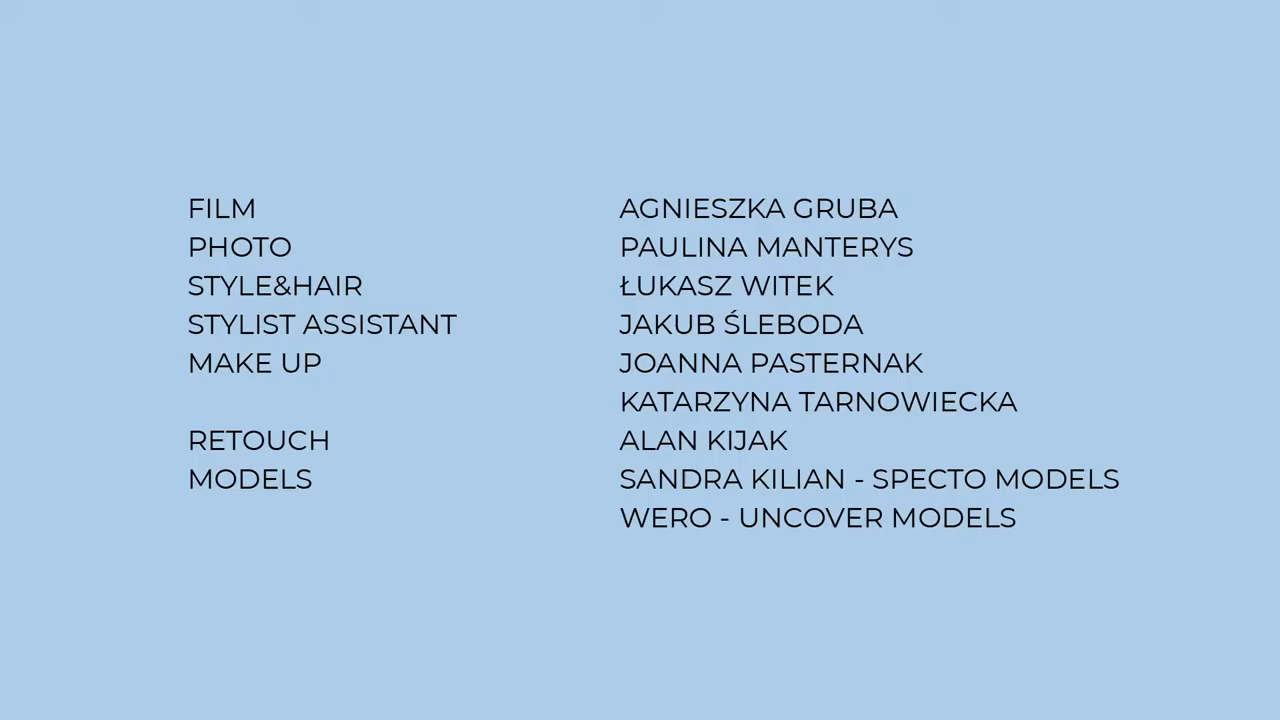 FILM AGNIESZKA GRUBA
PHOTO PAULINA MANTERYS
STYLE&HAIR ŁUKASZ WITEK
STYLIST ASSISTANT JAKUB ŚLEBODA
MAKE UP JOANNA PASTERNAK
KATARZYNA TARNOWIECKA
RETOUCH ALAN KIJAK
MODELS SANDRA KILIAN - SPECTO MODELS
WERO - UNCOVER MODELS